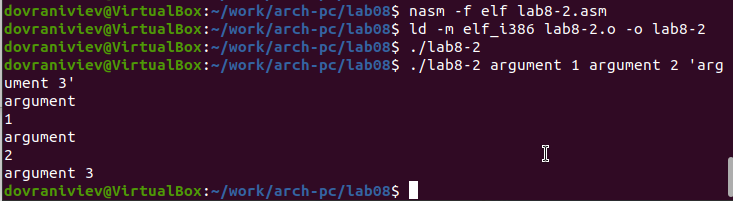 dovraniviev@VirtualBox:~/work/arch-pc/lab08$ nasm -f elf lab8-2.asm
dovraniviev@VirtualBox:~/work/arch-pc/lab08$ ld -m elf_i386 lab8-2.o -o lab8-2
dovraniviev@VirtualBox:~/work/arch-pc/lab08$ ./lab8-2
dovraniviev@VirtualBox:~/work/arch-pc/lab08$ ./lab8-2 argument 1 argument 2 'arg
ument 3'
argument
1
argument
2
argument 3
dovraniviev@VirtualBox:~/work/arch-pc/lab08$